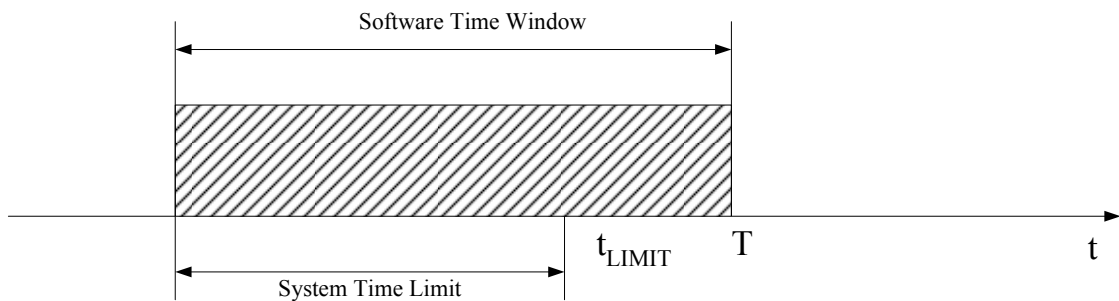 Software Time Window
t_LIMIT T t
System Time Limit